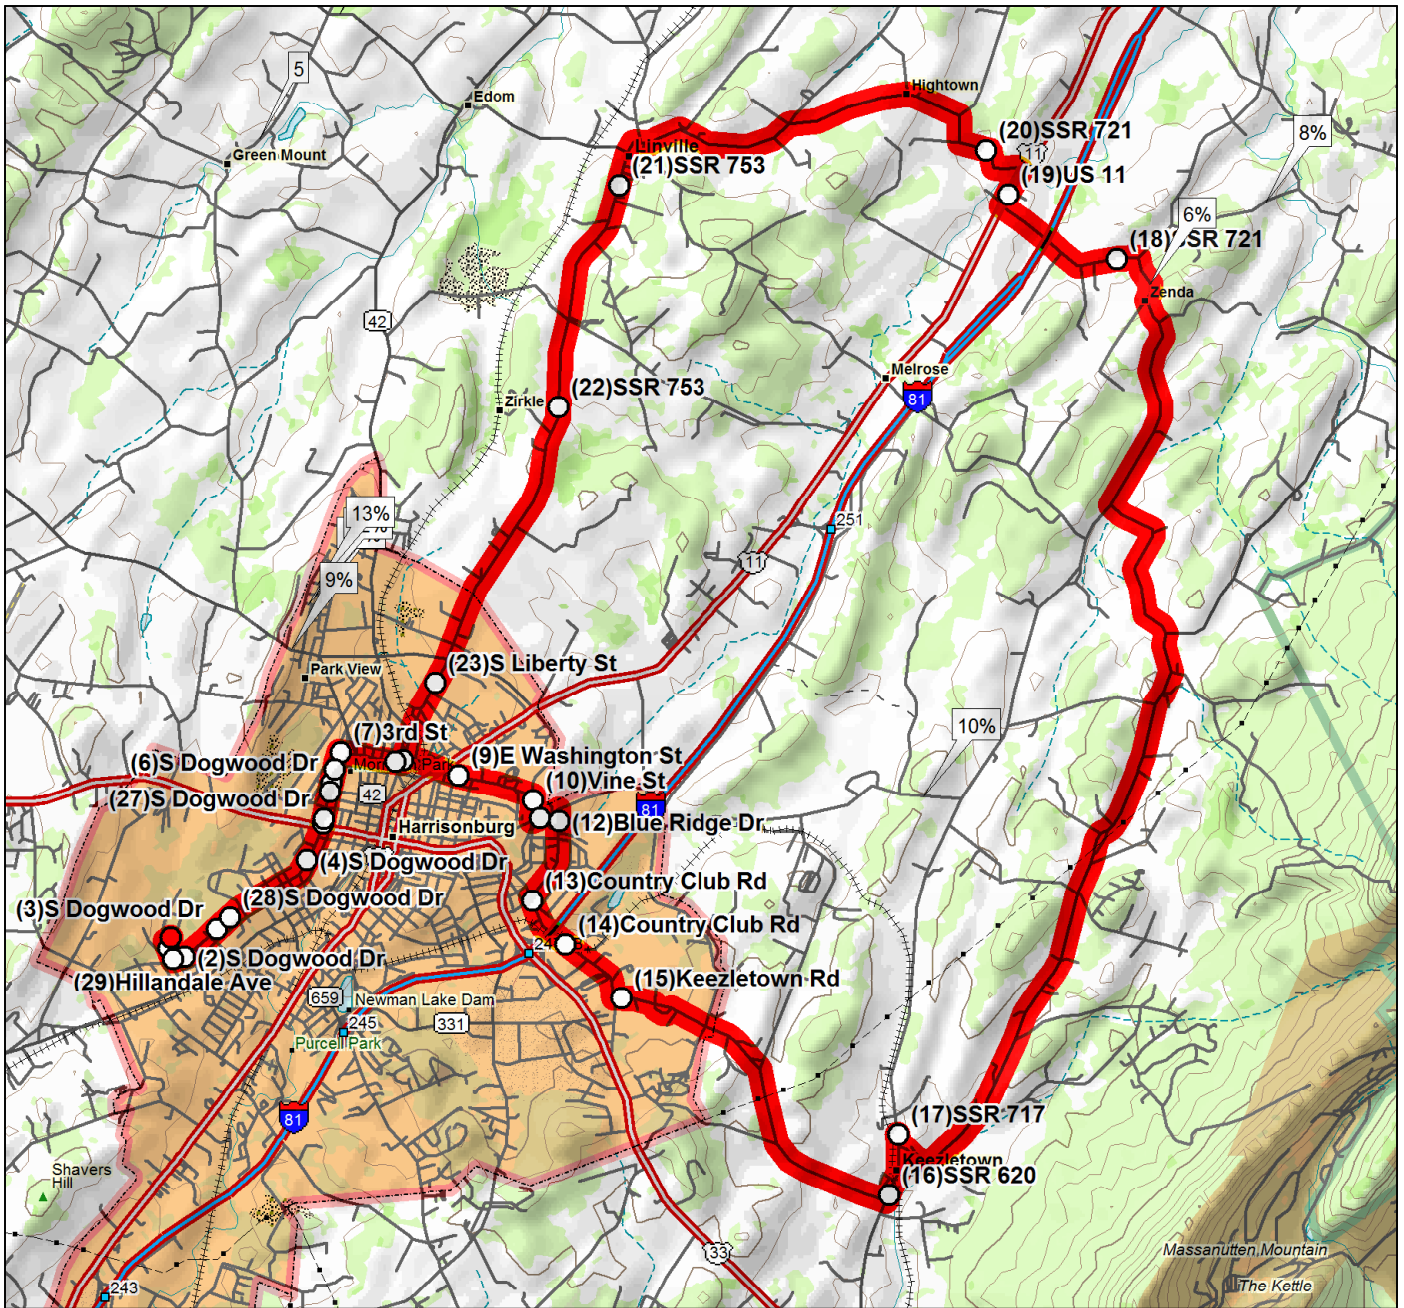 5
Edom
Hightown
Green Mount
8%
(20)SSR 721
11
Linville
(21)SSR 753
(19)US 11
6%
(18) SSR 721
Zenda
42
Melrose
(22)SSR 753
81
Zirkle
13%
251
11
9%
(23)S Liberty St
Park View
(7)3rd St
10%
(9)E Washington St
(6)S Dogwood Dr
(10)Vine St
(27)S Dogwood Dr
42
81
(12)Blue Ridge Dr
Harrisonburg
(4)S Dogwood Dr
(13)Country Club Rd
(28)S Dogwood Dr
(3)S Dogwood Dr
(14)Country Club Rd
(2)S Dogwood Dr
(29)Hillandale Ave
(15)Keezletown Rd
659
Newman Lake Dam
245
331
Purcell Park
81
(17)SSR 717
Keezletown
(16)SSR 620
Shavers
Hill
33
Massanutten Mountain
The Kettle
243